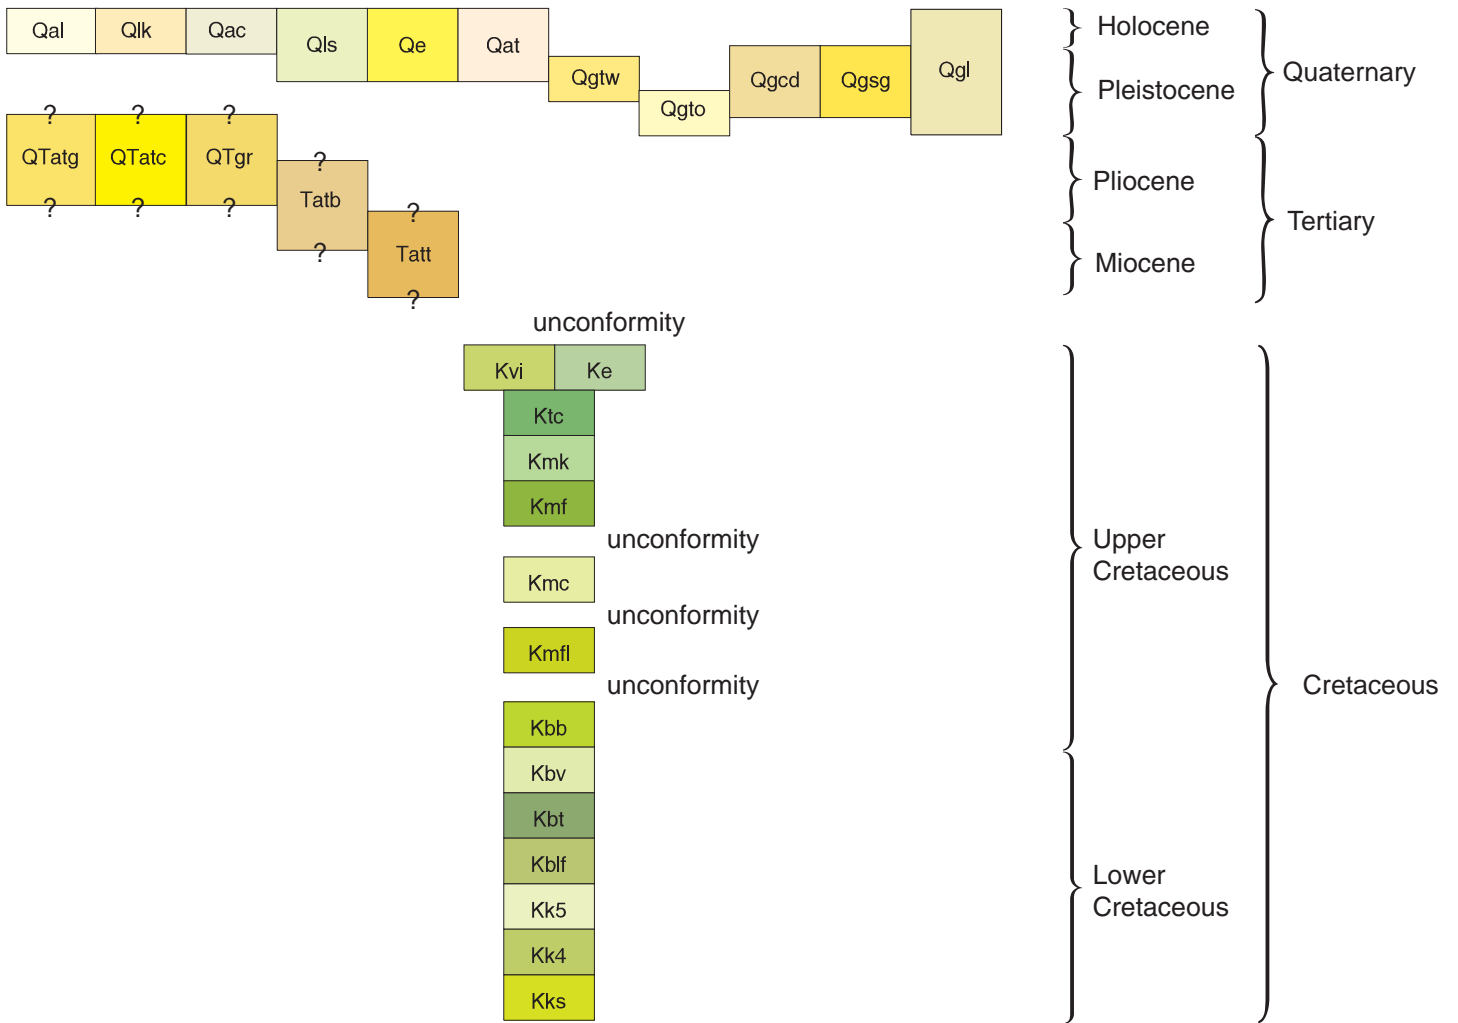 Qal Qlk Qac Qls Qe Qat Qgtw Qgto Qgcd Qgsg Qgl
Holocene
Pleistocene
Quaternary
? ? ?
QTatg QTatc QTgr
? ? ?
?
Tatb
?
?
Tatt
?
Pliocene
Miocene
Tertiary
unconformity
Kvi Ke
Ktc
Kmk
Kmf
unconformity
Kmc
unconformity
Kmfl
unconformity
Kbb
Kbv
Kbt
Kblf
Kk5
Kk4
Kks
Upper
Cretaceous
Lower
Cretaceous
Cretaceous